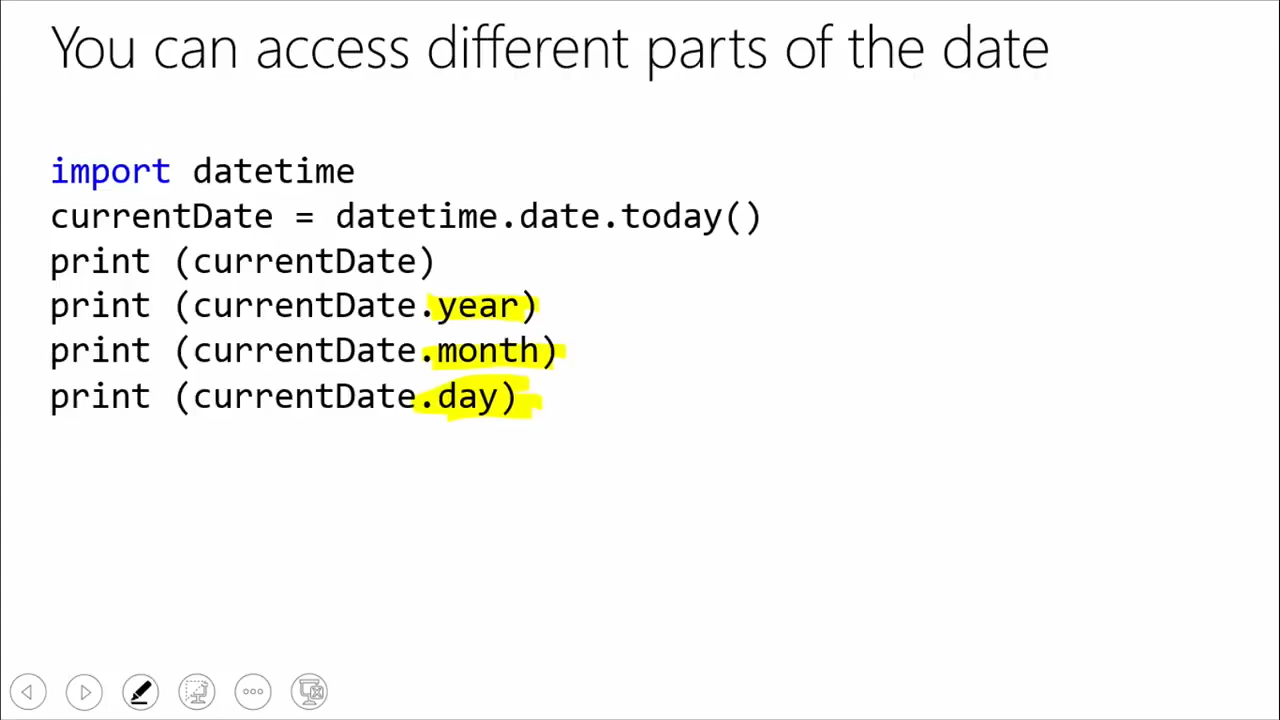 You can access different parts of the date
import datetime
currentDate = datetime.date.today()
print (currentDate)
print (currentDate.year)
print (currentDate.month)
print (currentDate.day)